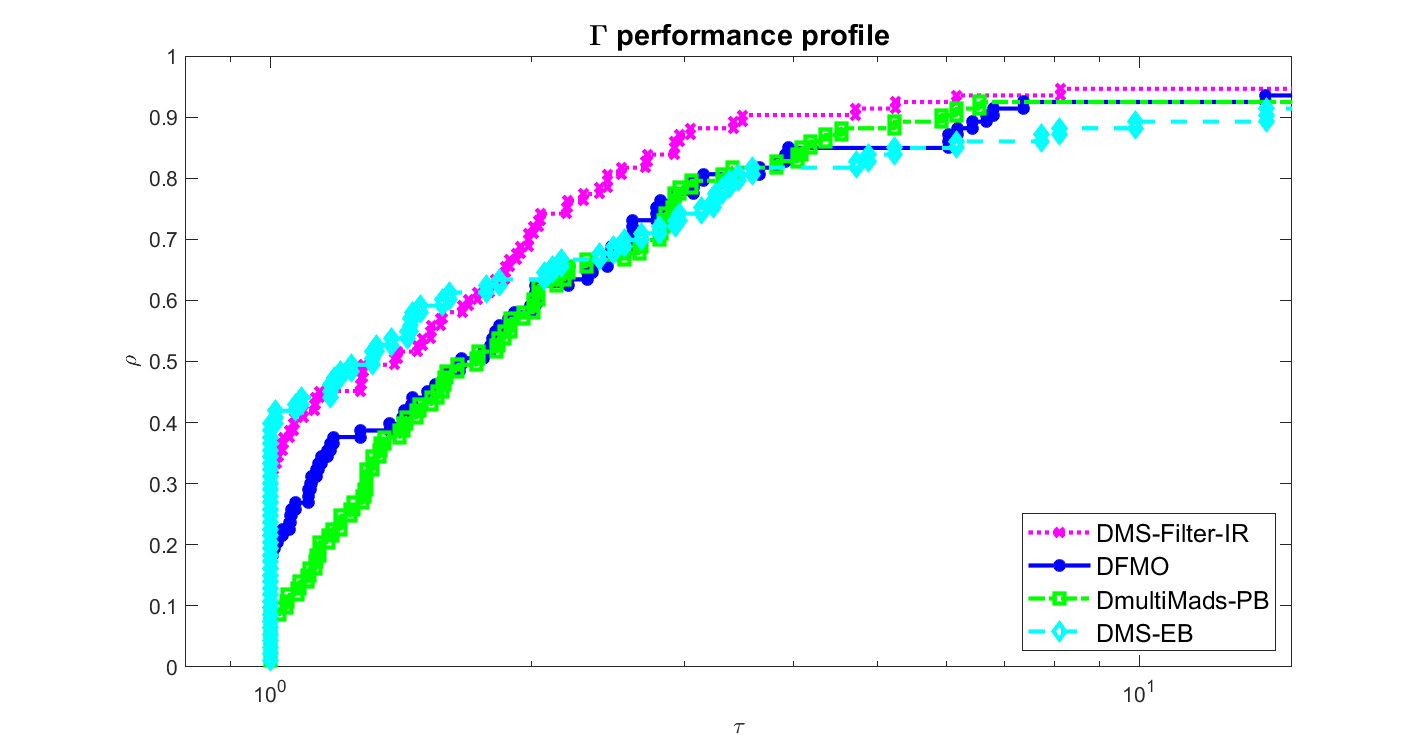 Γ performance profile
1
0.9
0.8
0.7
0.6
0.5
0.4
0.3
0.2
0.1
0
ρ
10⁰
10¹
τ
DMS-Filter-IR
DFMO
DmultiMads-PB
DMS-EB